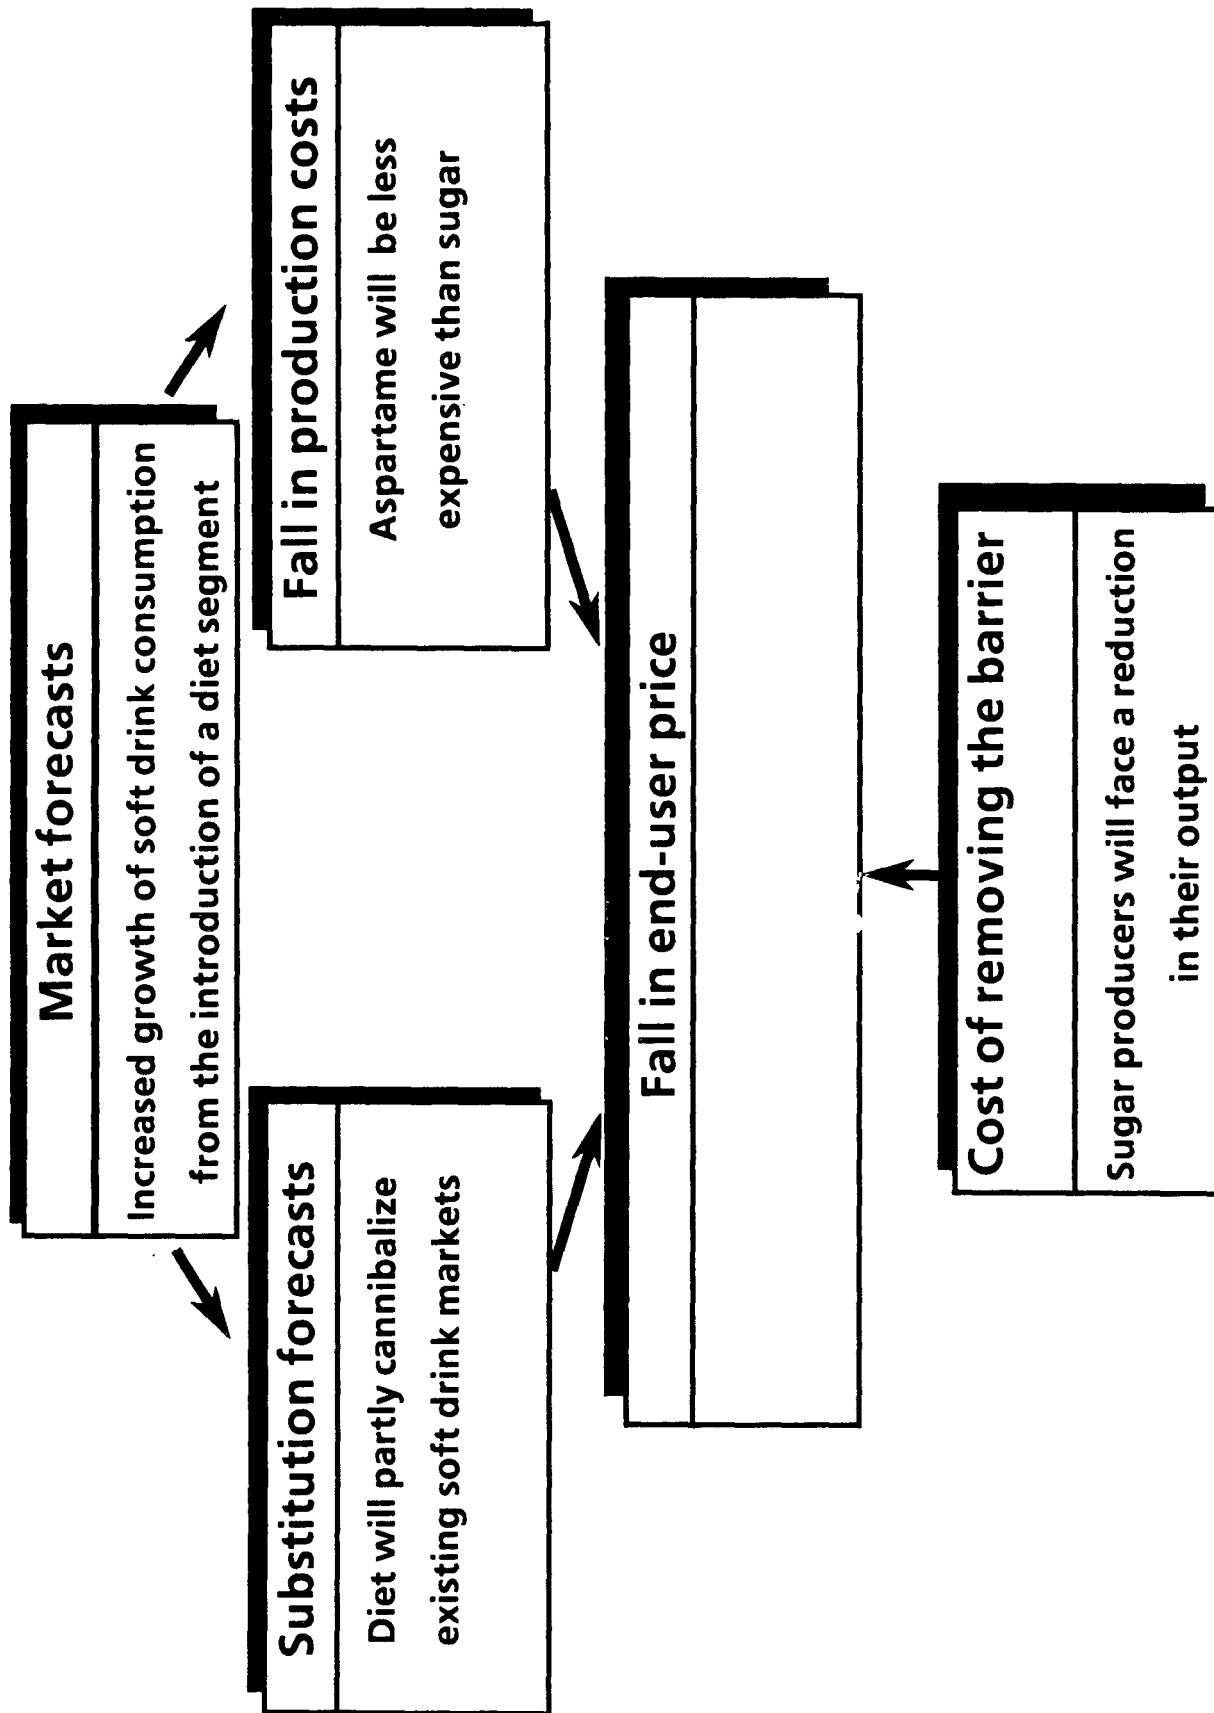 Market forecasts
Increased growth of soft drink consumption
from the introduction of a diet segment
Substitution forecasts
Diet will partly cannibalize
existing soft drink markets
Fall in production costs
Aspartame will be less
expensive than sugar
Fall in end-user price
Cost of removing the barrier
Sugar producers will face a reduction
in their output